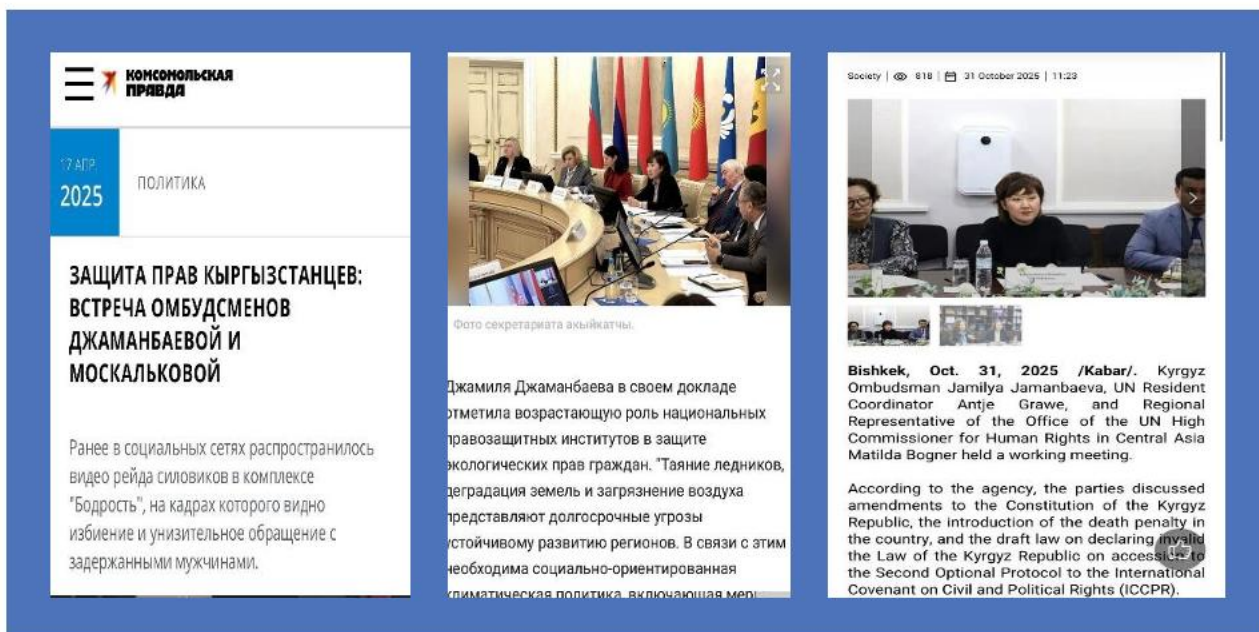 КОМСОМОЛЬСКАЯ
ПРАВДА
17 АПР.
2025
ПОЛИТИКА
ЗАЩИТА ПРАВ КЫРГЫЗСТАНЦЕВ:
ВСТРЕЧА ОМБУДСМЕНОВ
ДЖАМАНБАЕВОЙ И
МОСКАЛЬКОВОЙ
Ранее в социальных сетях распространилось
видео рейда силовиков в комплексе
"Бодрость", на кадрах которого видно
избиение и унизительное обращение с
задержанными мужчинами.
Фото секретариата акыйкатчы.
Джамиля Джаманбаева в своем докладе
отметила возрастающую роль национальных
правозащитных институтов в защите
экологических прав граждан. "Таяние ледников,
деградация земель и загрязнение воздуха
представляют долгосрочные угрозы
устойчивому развитию регионов. В связи с этим
необходима социально-ориентированная
климатическая политика, включающая
Society | 818 | 31 October 2025 | 11:23
Bishkek, Oct. 31, 2025 /Kabar/. Kyrgyz
Ombudsman Jamilya Jamanbaeva, UN Resident
Coordinator Antje Grawe, and Regional
Representative of the Office of the UN High
Commissioner for Human Rights in Central Asia
Matilda Bogner held a working meeting.
According to the agency, the parties discussed
amendments to the Constitution of the Kyrgyz
Republic, the introduction of the death penalty in
the country, and the draft law on declaring invalid
the Law of the Kyrgyz Republic on accession to
the Second Optional Protocol to the International
Covenant on Civil and Political Rights (ICCPR).